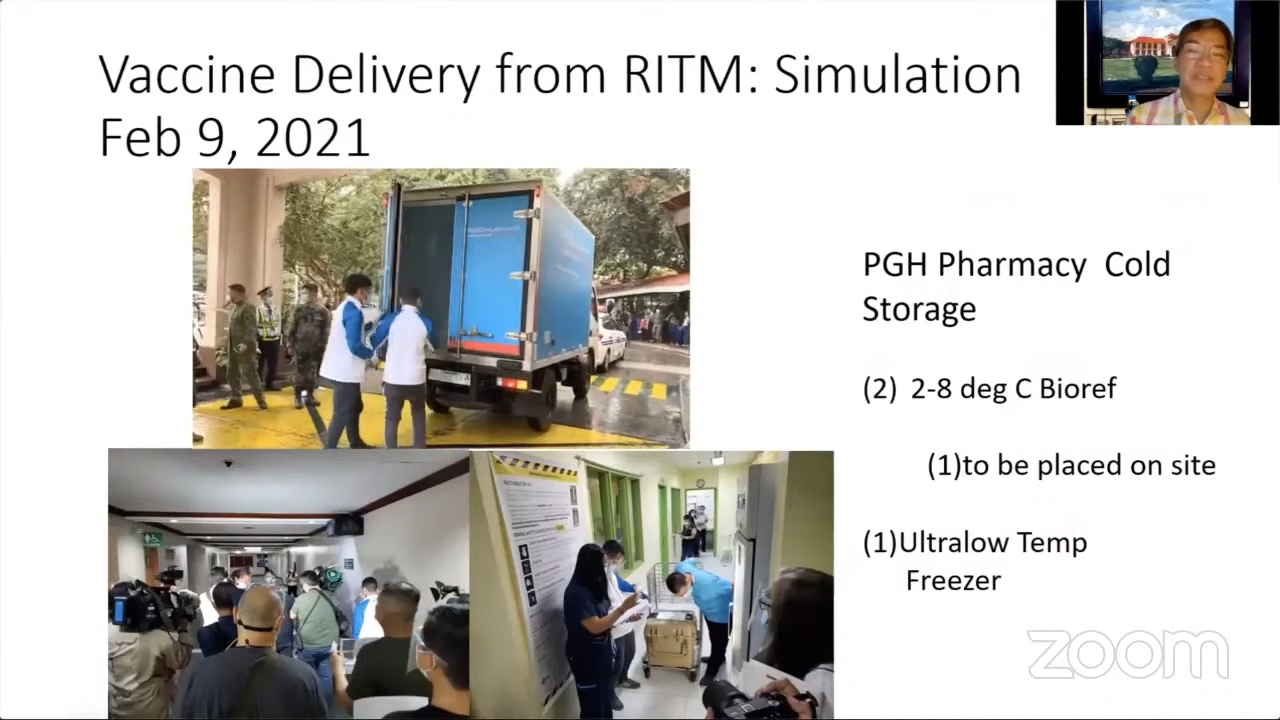 Vaccine Delivery from RITM: Simulation
Feb 9, 2021
PGH Pharmacy  Cold
Storage
(2)  2-8 deg C Bioref
(1)to be placed on site
(1)Ultralow Temp
Freezer
zoom